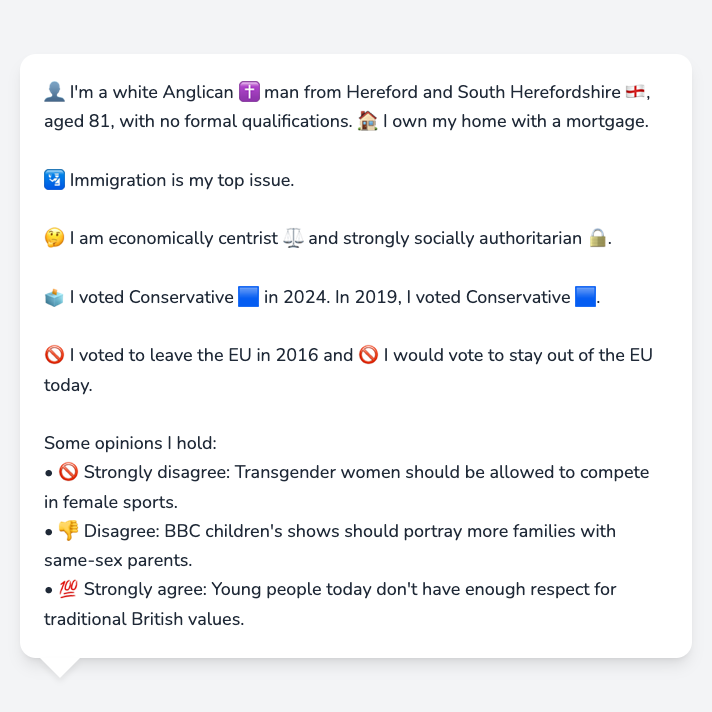 👤 I'm a white Anglican ✝️ man from Hereford and South Herefordshire 🏴󠁧󠁢󠁥󠁮󠁧󠁿,
aged 81, with no formal qualifications. 🏠 I own my home with a mortgage.
🛂 Immigration is my top issue.
🤔 I am economically centrist ⚖️ and strongly socially authoritarian 🔒.
🗳️ I voted Conservative 🟦 in 2024. In 2019, I voted Conservative 🟦.
🚫 I voted to leave the EU in 2016 and 🚫 I would vote to stay out of the EU
today.
Some opinions I hold:
• 🚫 Strongly disagree: Transgender women should be allowed to compete
in female sports.
• 👎 Disagree: BBC children's shows should portray more families with
same-sex parents.
• 💯 Strongly agree: Young people today don't have enough respect for
traditional British values.